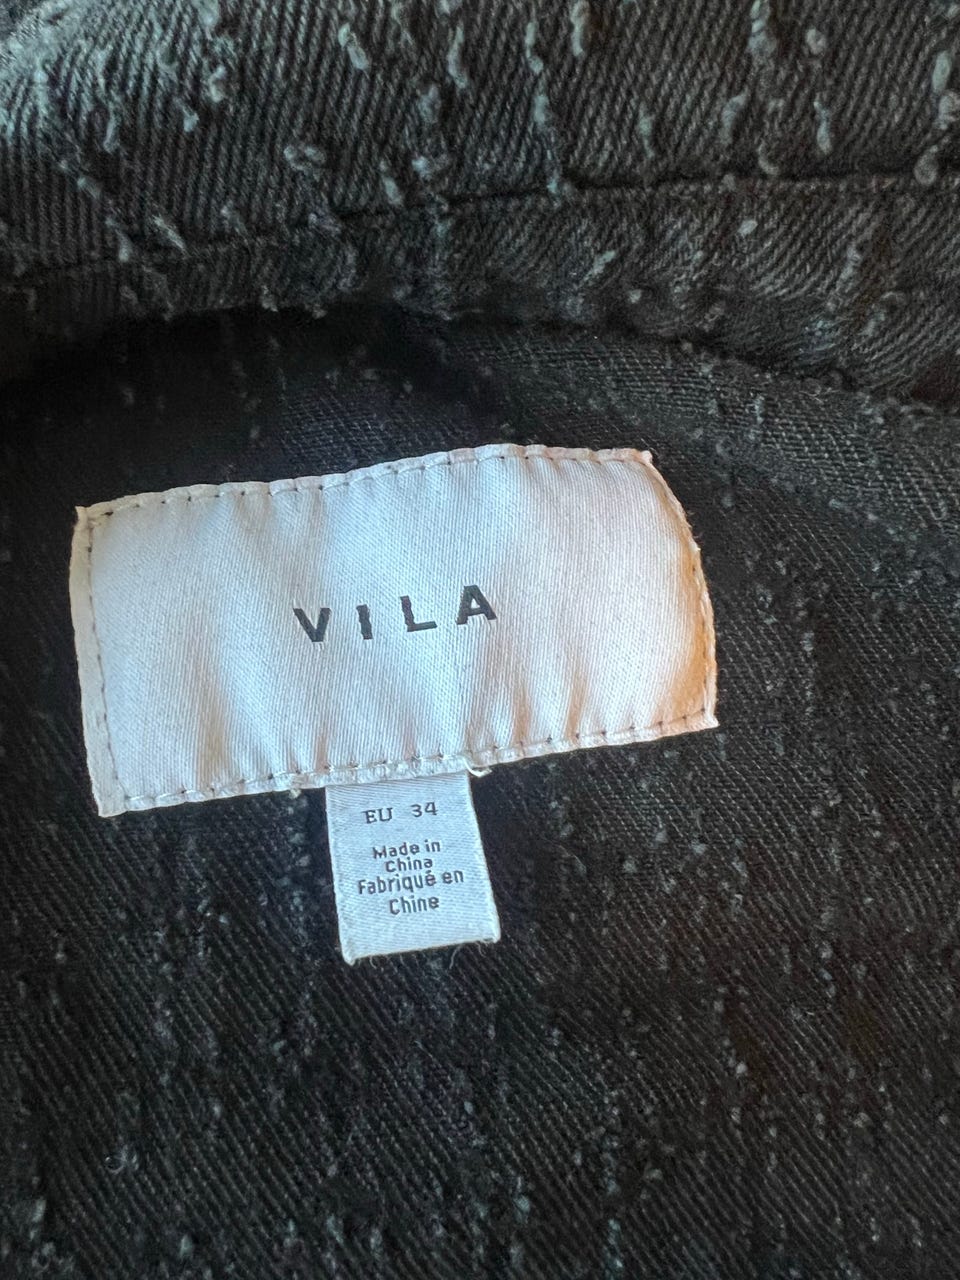 VILA
EU 34
Made in
China
Fabriqué en
Chine